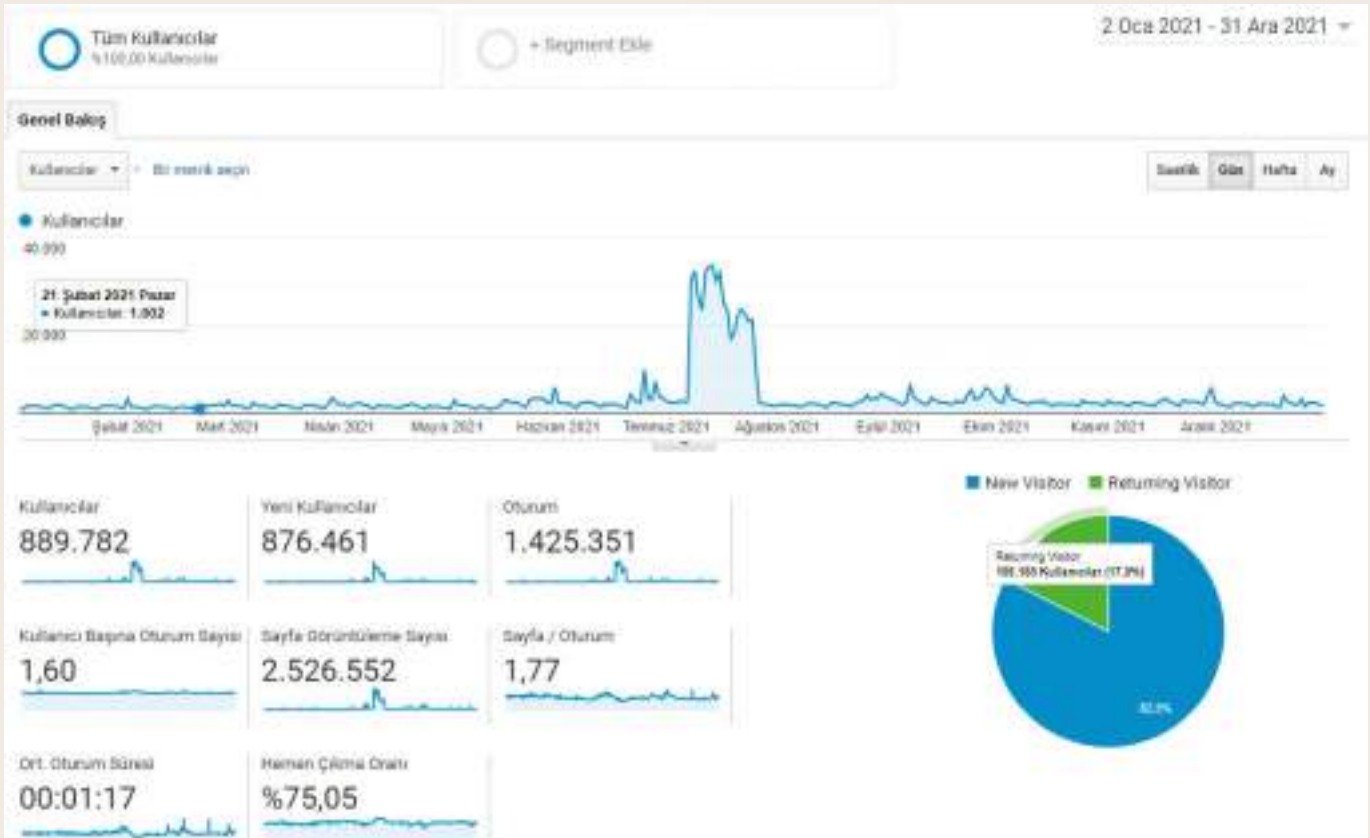 Tüm Kullanıcılar
%100,00 Kullanıcılar
+ Segment Ekle
2 Oca 2021 - 31 Ara 2021
Genel Bakış
Kullanıcılar
Bir metrik seçin
Saatlik Gün Hafta Ay
Kullanıcılar
40.000
21 Şubat 2021 Pazar
Kullanıcılar: 1.002
20.000
Şubat 2021 Mart 2021 Nisan 2021 Mayıs 2021 Haziran 2021 Temmuz 2021 Ağustos 2021 Eylül 2021 Ekim 2021 Kasım 2021 Aralık 2021
New Visitor Returning Visitor
Kullanıcılar
889.782
Yeni Kullanıcılar
876.461
Oturum
1.425.351
Returning Visitor
Kullanıcılar
Kullanıcı Başına Oturum Sayısı
1,60
Sayfa Görüntüleme Sayısı
2.526.552
Sayfa / Oturum
1,77
Ort. Oturum Süresi
00:01:17
Hemen Çıkma Oranı
%75,05